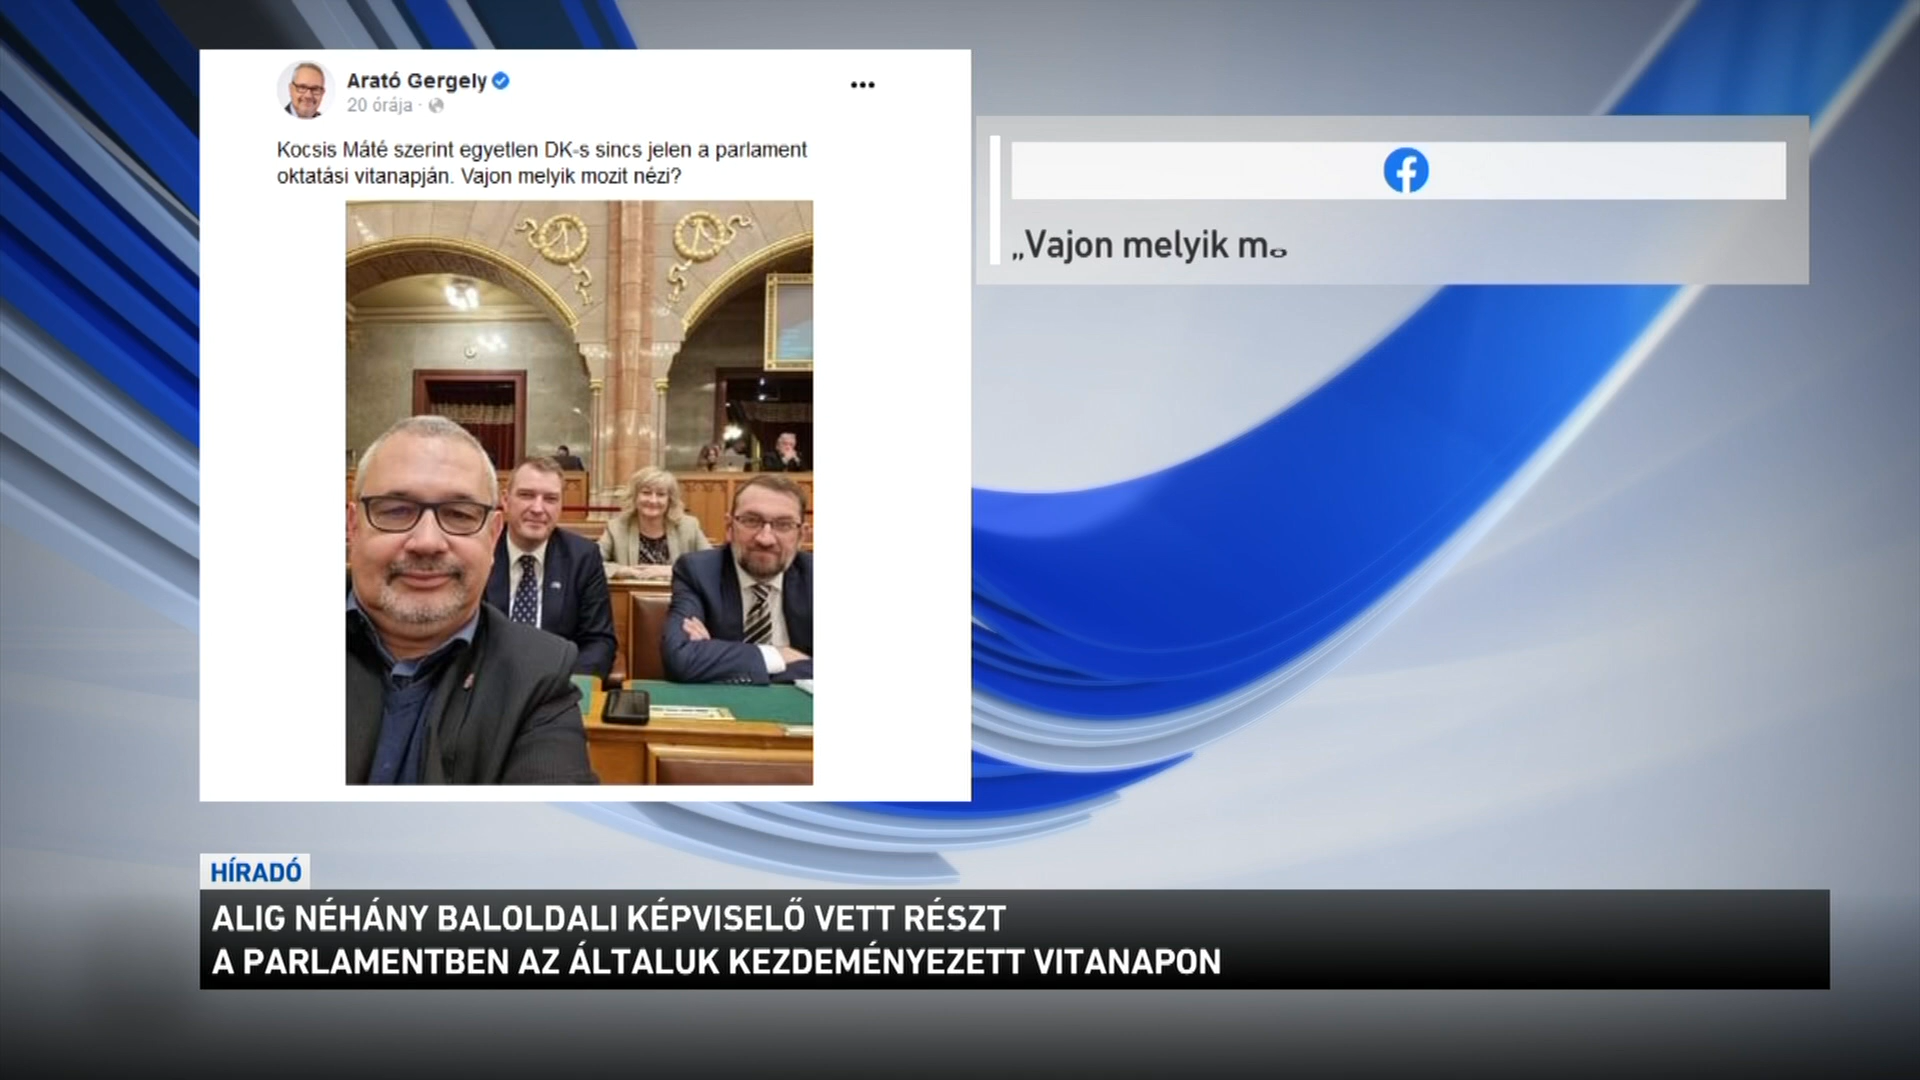 Arató Gergely
20 órája ·
Kocsis Máté szerint egyetlen DK-s sincs jelen a parlament
oktatási vitanapján. Vajon melyik mozit nézi?
„Vajon melyik m
HÍRADÓ
ALIG NÉHÁNY BALOLDALI KÉPVISELŐ VETT RÉSZT
A PARLAMENTBEN AZ ÁLTALUK KEZDEMÉNYEZETT VITANAPON